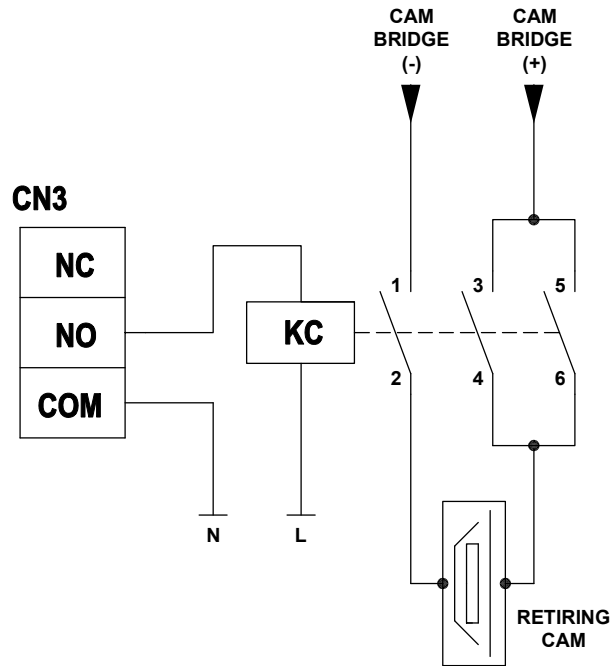 CAM
BRIDGE
(-)
CAM
BRIDGE
(+)
CN3
NC
NO
COM
KC
1
3
5
2
4
6
N
L
RETIRING
CAM